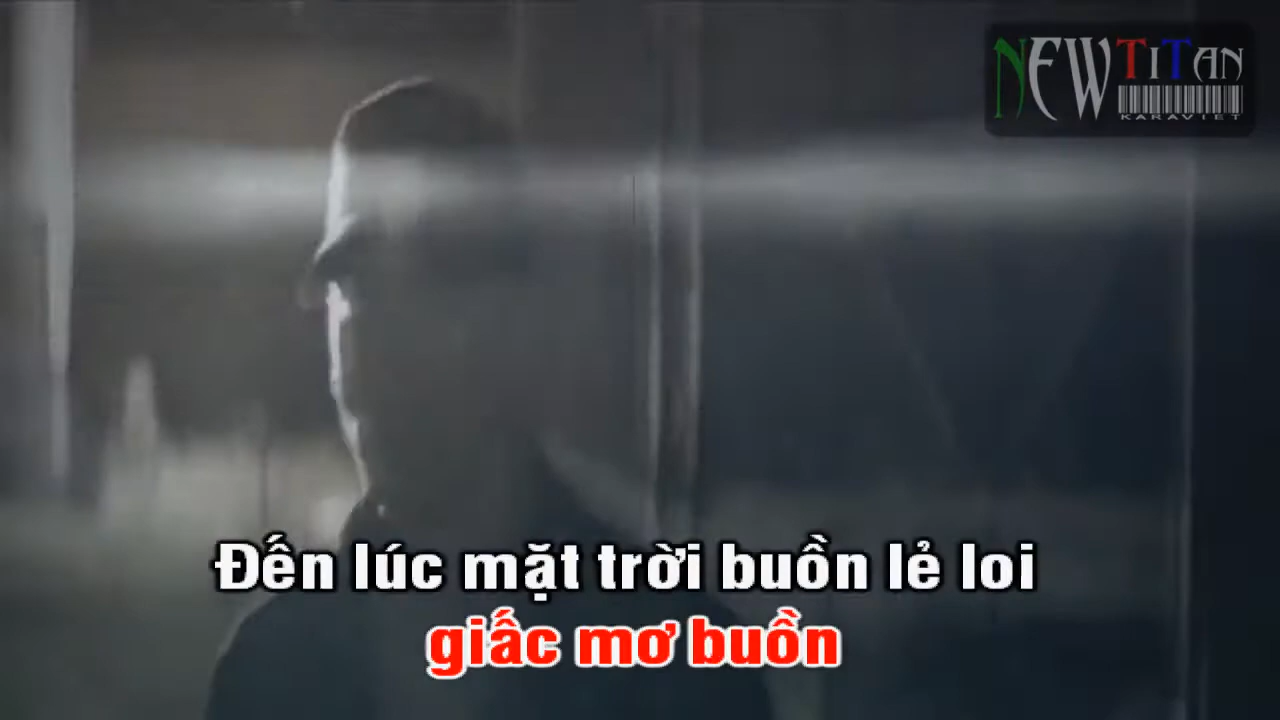 NEWTITAN
KARAVIET
Đến lúc mặt trời buồn lẻ loi
giấc mơ buồn